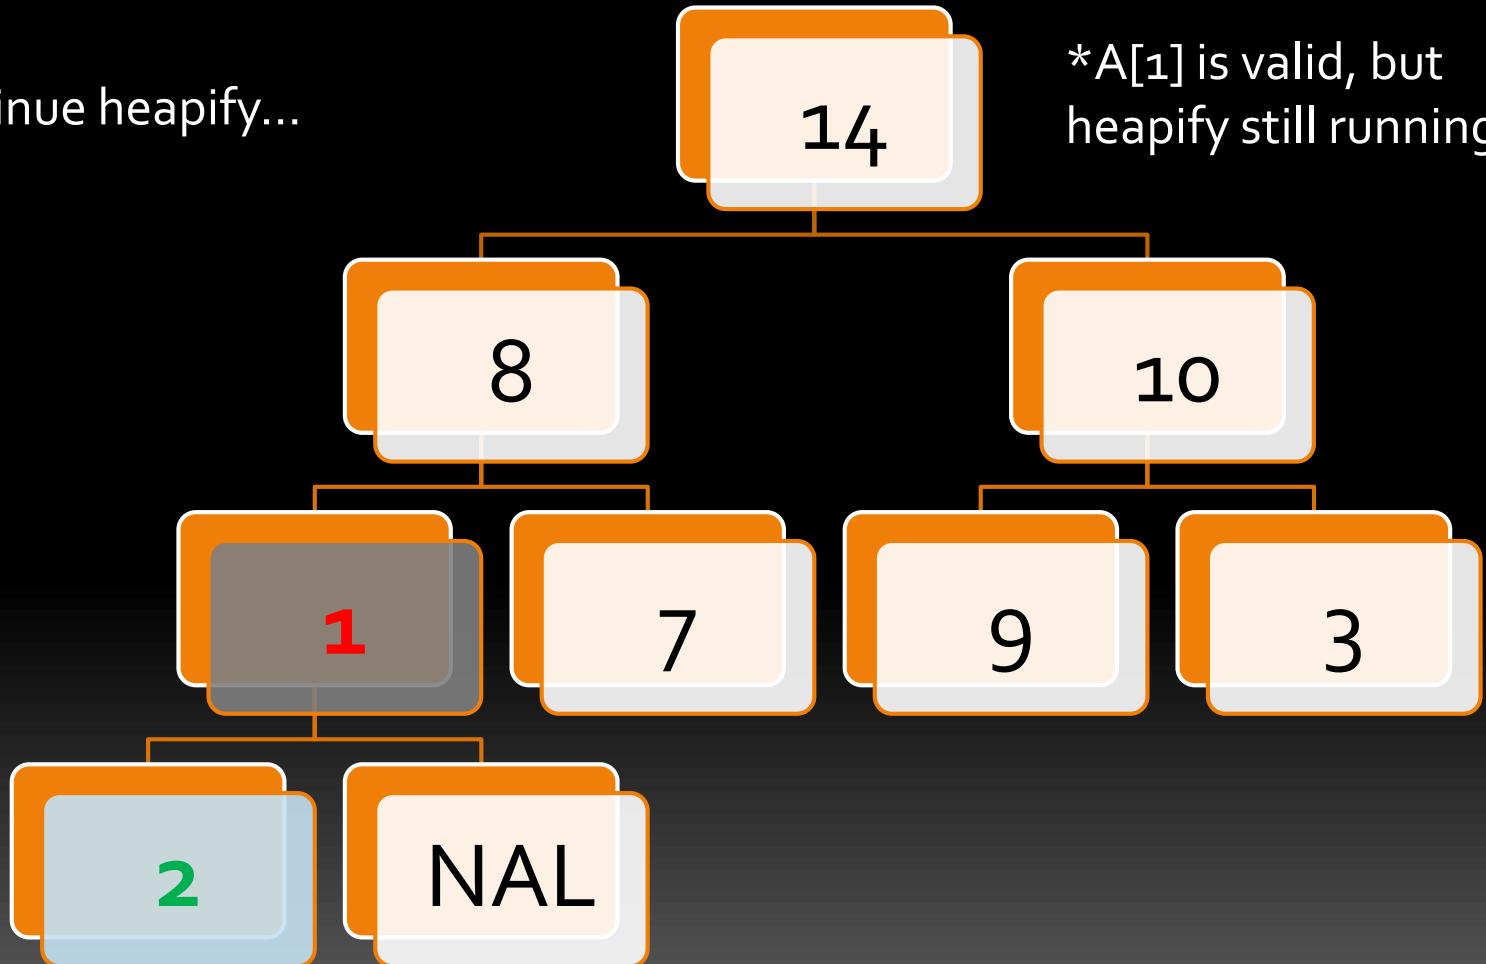 inue heapify...
*A[1] is valid, but
heapify still running
14
8
10
1
7
9
3
2
NAL